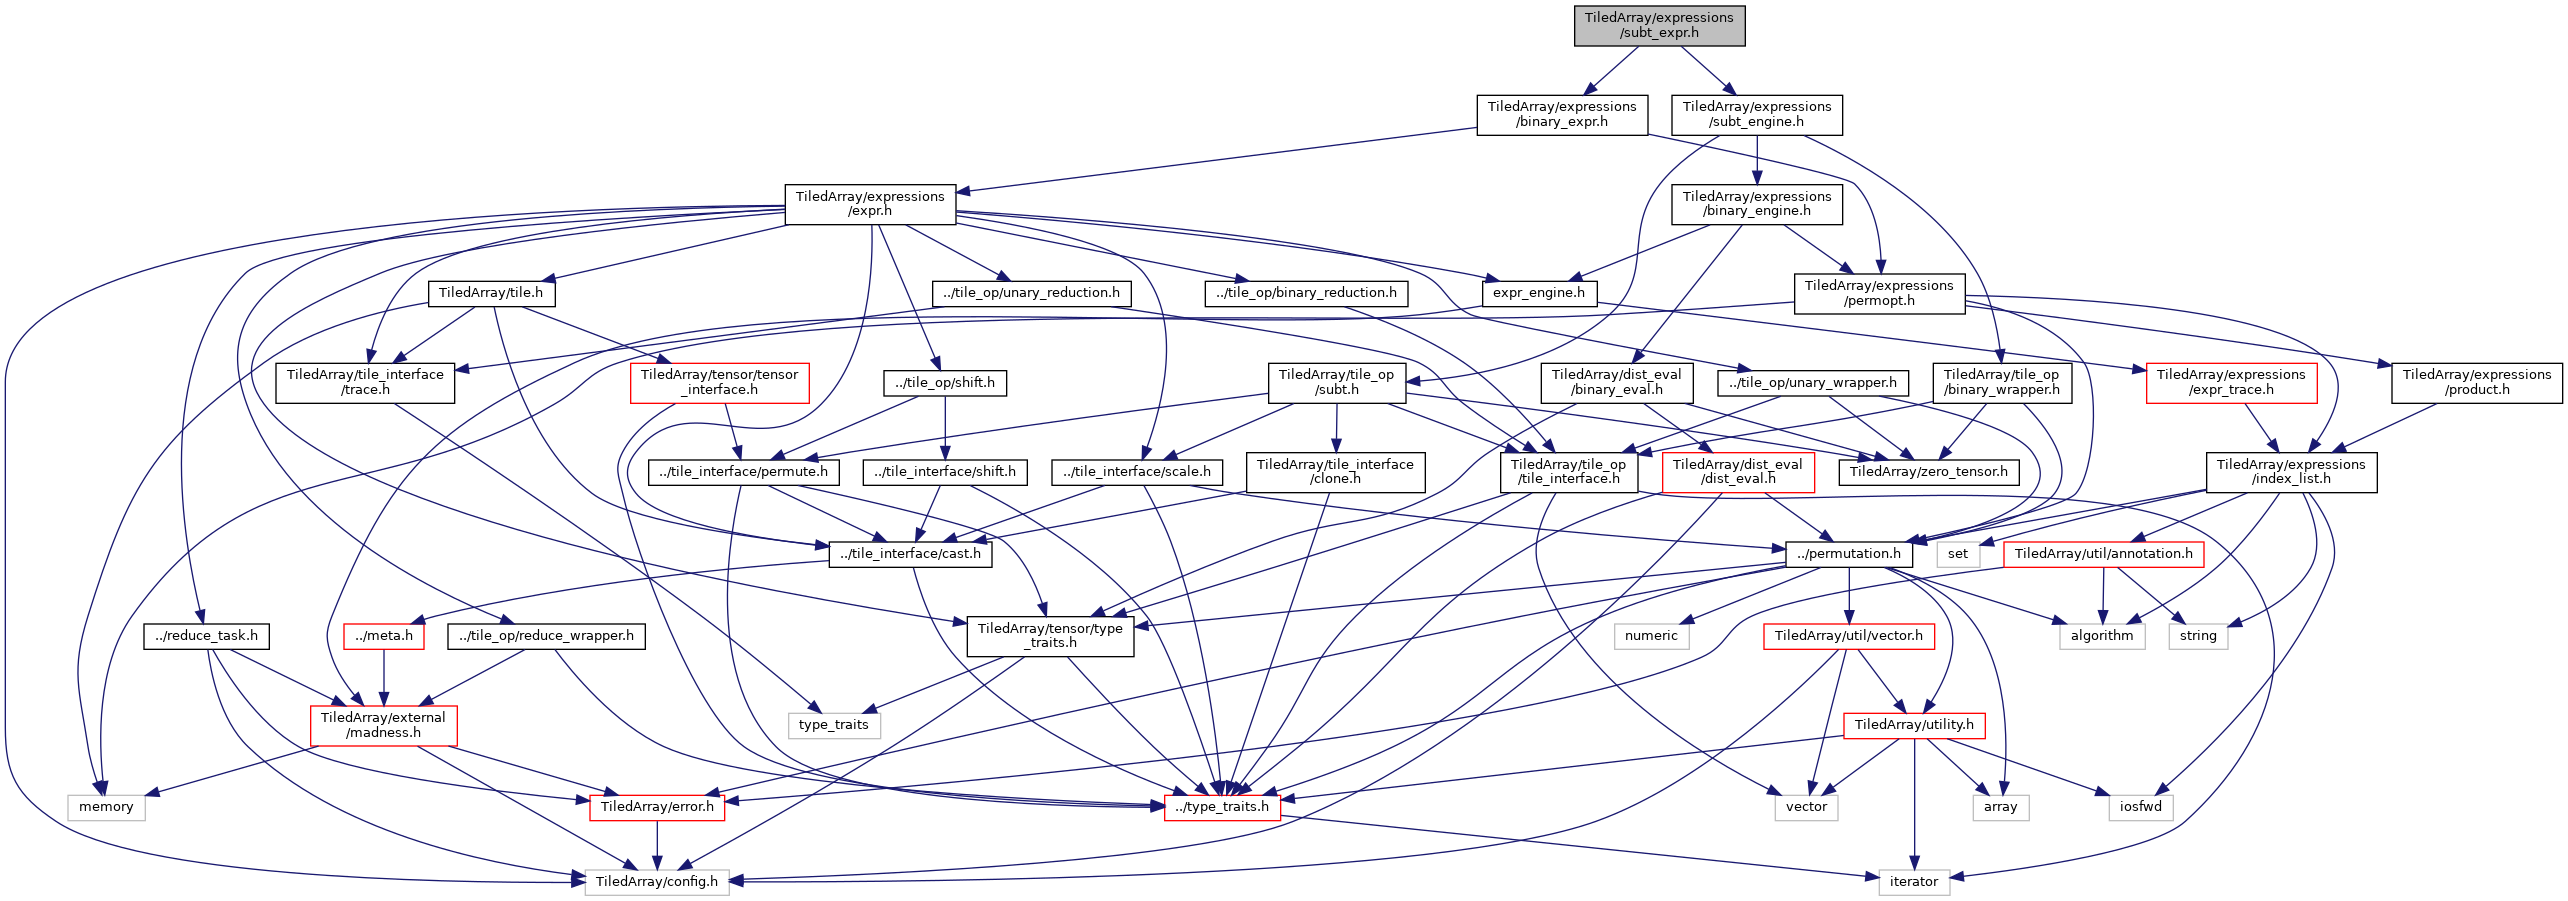 TiledArray/expressions
/subt_expr.h
TiledArray/expressions
/binary_expr.h
TiledArray/expressions
/subt_engine.h
TiledArray/expressions
/expr.h
TiledArray/expressions
/binary_engine.h
TiledArray/tile.h
../tile_op/unary_reduction.h
../tile_op/binary_reduction.h
expr_engine.h
TiledArray/expressions
/permopt.h
TiledArray/tile_interface
/trace.h
TiledArray/tensor/tensor
_interface.h
../tile_op/shift.h
TiledArray/tile_op
/subt.h
TiledArray/dist_eval
/binary_eval.h
../tile_op/unary_wrapper.h
TiledArray/tile_op
/binary_wrapper.h
TiledArray/expressions
/expr_trace.h
TiledArray/expressions
/product.h
../tile_interface/permute.h
../tile_interface/shift.h
../tile_interface/scale.h
TiledArray/tile_interface
/clone.h
TiledArray/tile_op
/tile_interface.h
TiledArray/dist_eval
/dist_eval.h
TiledArray/zero_tensor.h
TiledArray/expressions
/index_list.h
../tile_interface/cast.h
../permutation.h
set
TiledArray/util/annotation.h
../reduce_task.h
../meta.h
../tile_op/reduce_wrapper.h
TiledArray/tensor/type
_traits.h
numeric
TiledArray/util/vector.h
algorithm
string
TiledArray/external
/madness.h
type_traits
TiledArray/utility.h
memory
TiledArray/error.h
../type_traits.h
vector
array
iosfwd
TiledArray/config.h
iterator